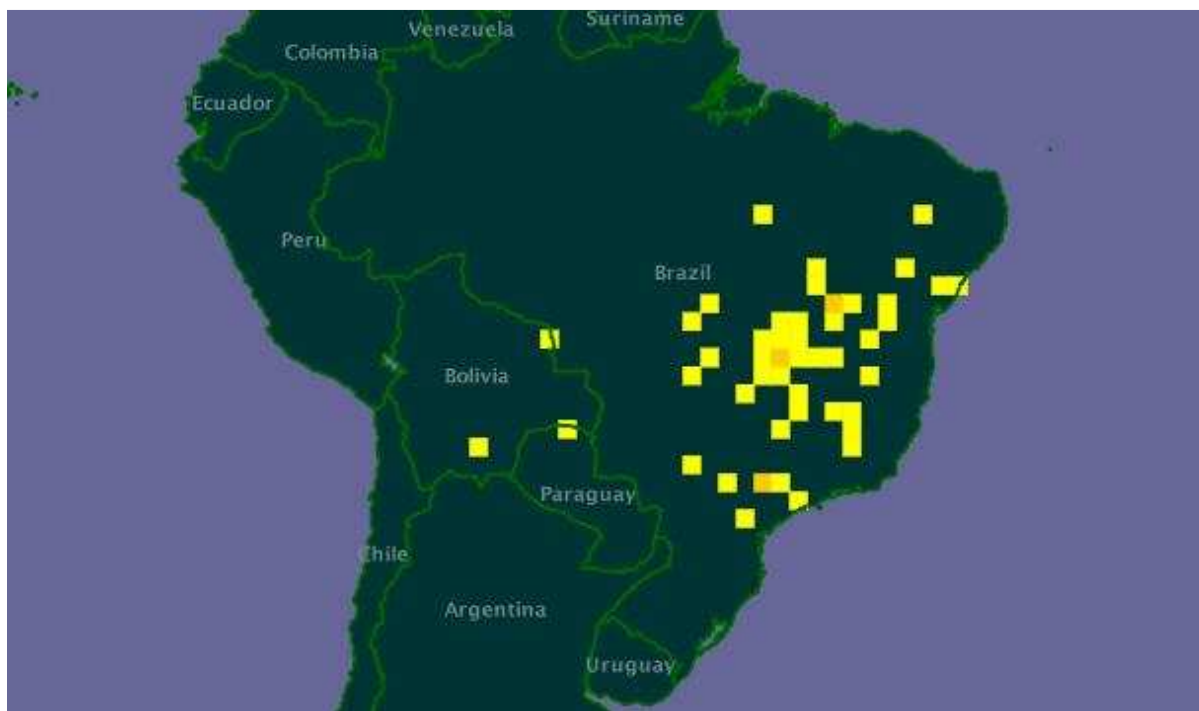 Suriname
Venezuela
Colombia
Ecuador
Peru
Brazil
Bolivia
Paraguay
Chile
Argentina
Uruguay